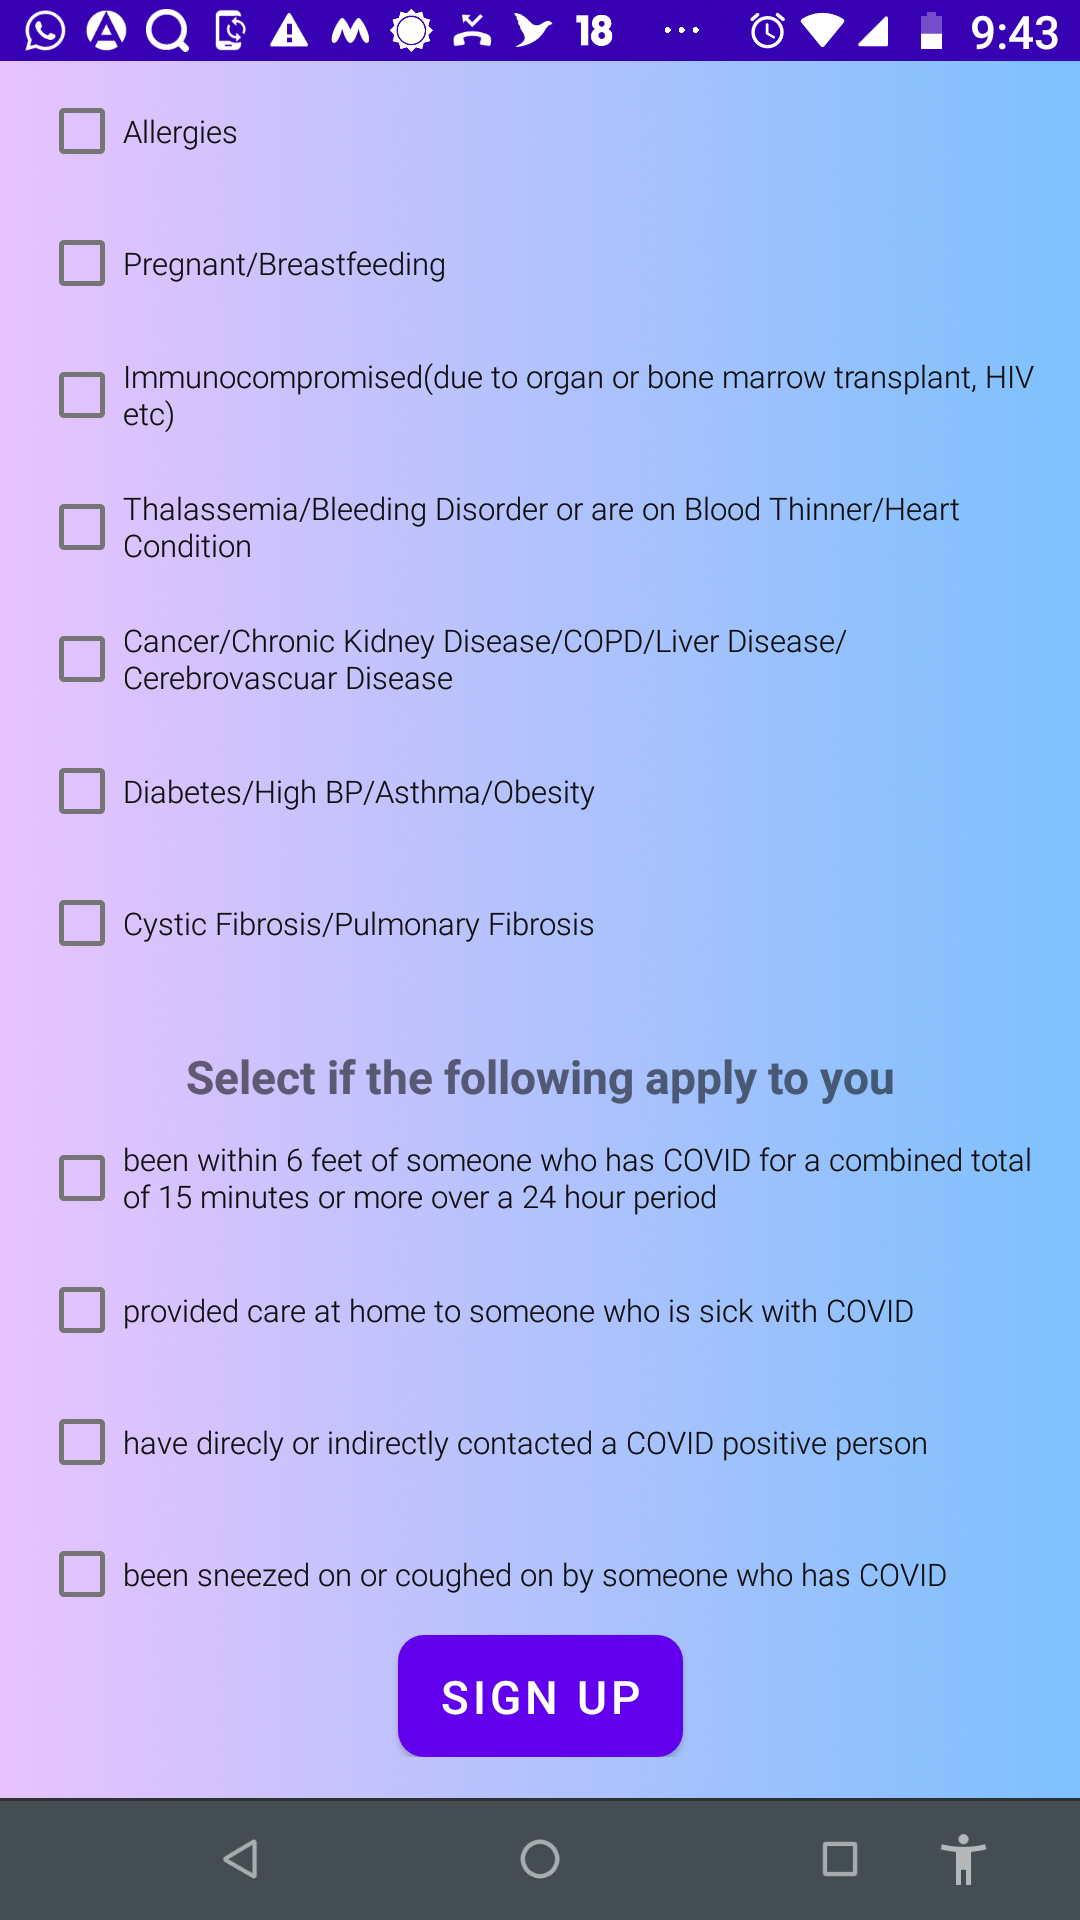 18 ... 9:43
Allergies
Pregnant/Breastfeeding
Immunocompromised(due to organ or bone marrow transplant, HIV
etc)
Thalassemia/Bleeding Disorder or are on Blood Thinner/Heart
Condition
Cancer/Chronic Kidney Disease/COPD/Liver Disease/
Cerebrovascuar Disease
Diabetes/High BP/Asthma/Obesity
Cystic Fibrosis/Pulmonary Fibrosis
Select if the following apply to you
been within 6 feet of someone who has COVID for a combined total
of 15 minutes or more over a 24 hour period
provided care at home to someone who is sick with COVID
have direcly or indirectly contacted a COVID positive person
been sneezed on or coughed on by someone who has COVID
SIGN UP